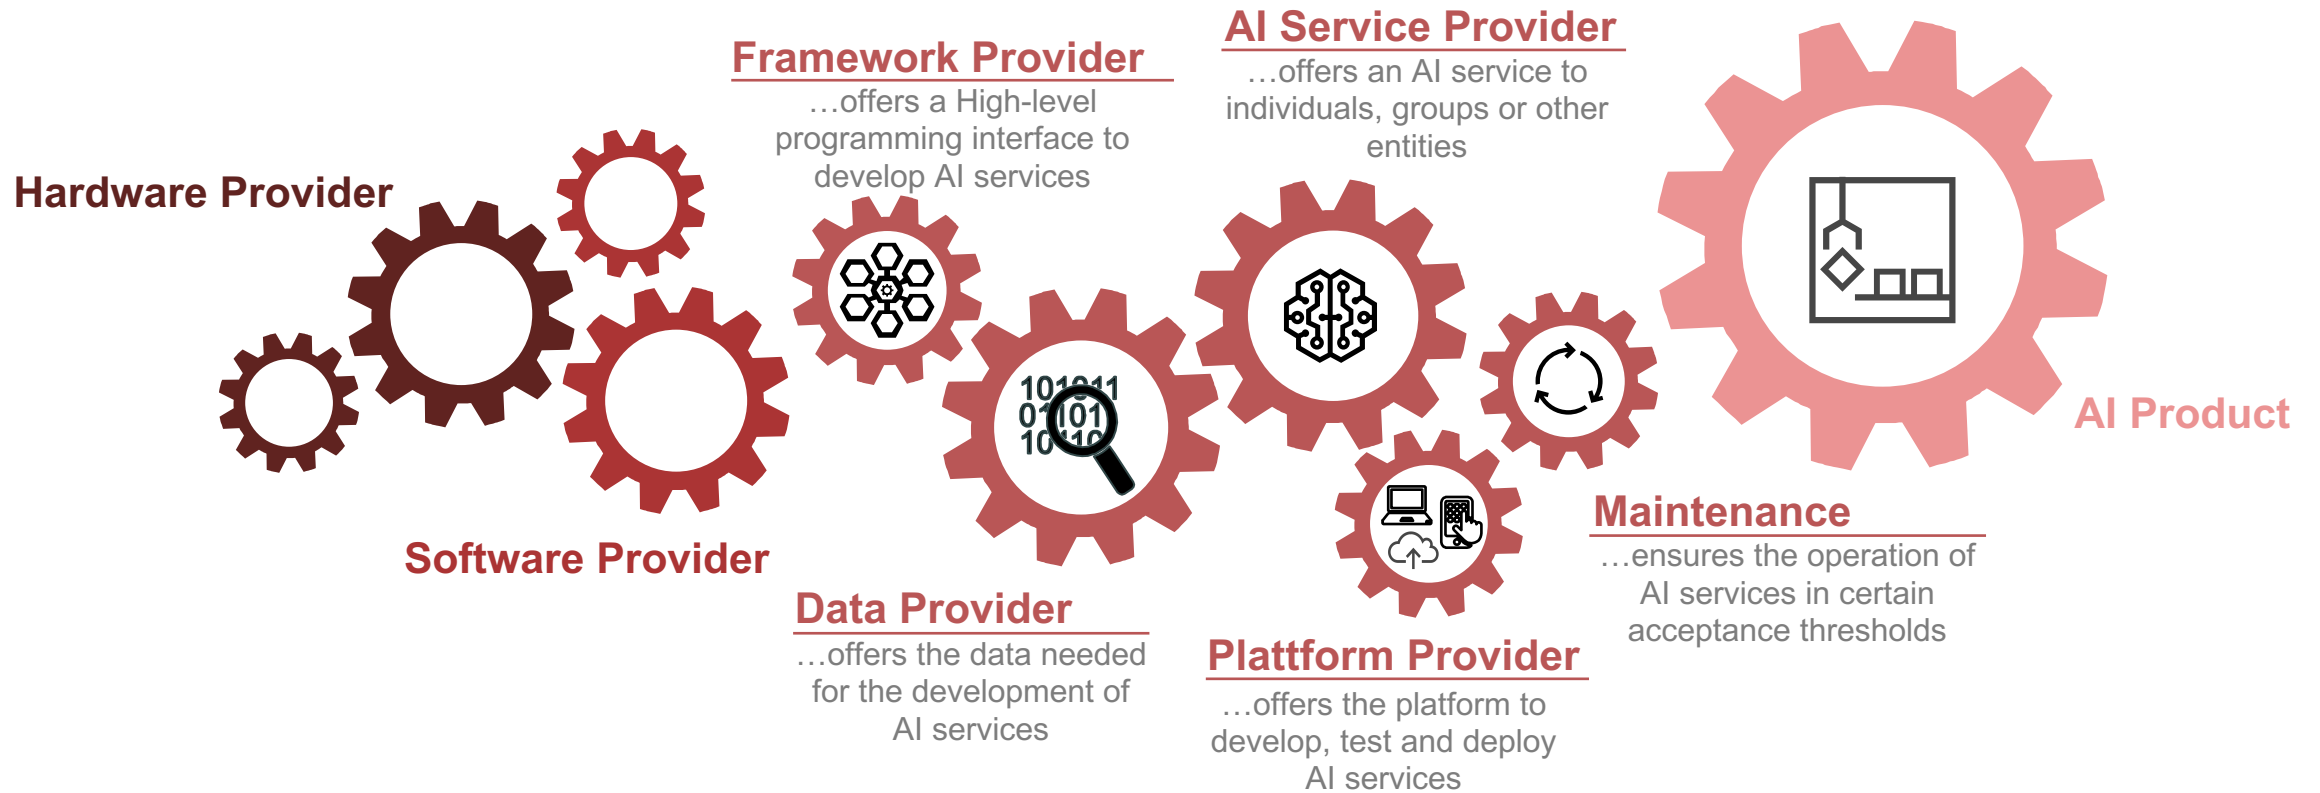 Hardware Provider
Software Provider
Framework Provider
…offers a High-level
programming interface to
develop AI services
101011
01101
10110
Data Provider
…offers the data needed
for the development of
AI services
AI Service Provider
…offers an AI service to
individuals, groups or other
entities
Plattform Provider
…offers the platform to
develop, test and deploy
AI services
Maintenance
…ensures the operation of
AI services in certain
acceptance thresholds
AI Product